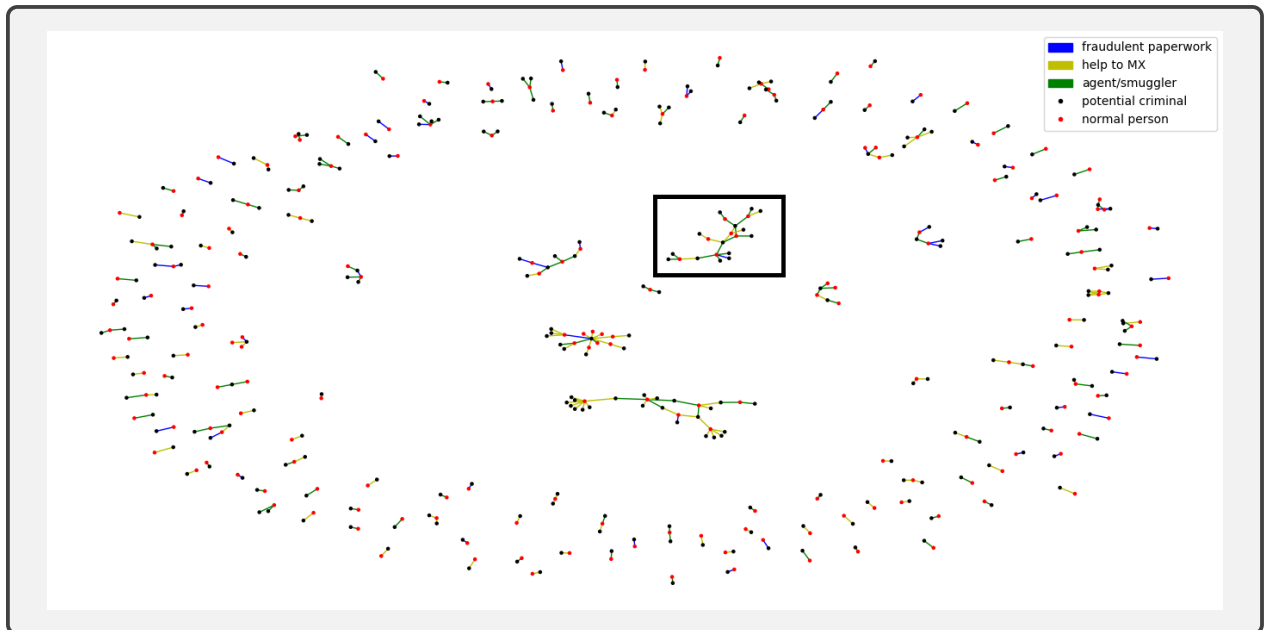 fraudulent paperwork
help to MX
agent/smuggler
potential criminal
normal person